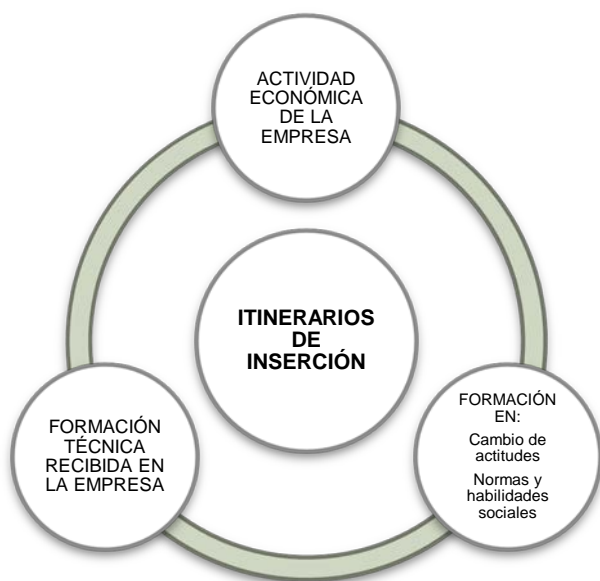 ACTIVIDAD
ECONÓMICA
DE LA
EMPRESA
ITINERARIOS
DE
INSERCIÓN
FORMACIÓN
TÉCNICA
RECIBIDA EN
LA EMPRESA
FORMACIÓN
EN:
Cambio de
actitudes
Normas y
habilidades
sociales